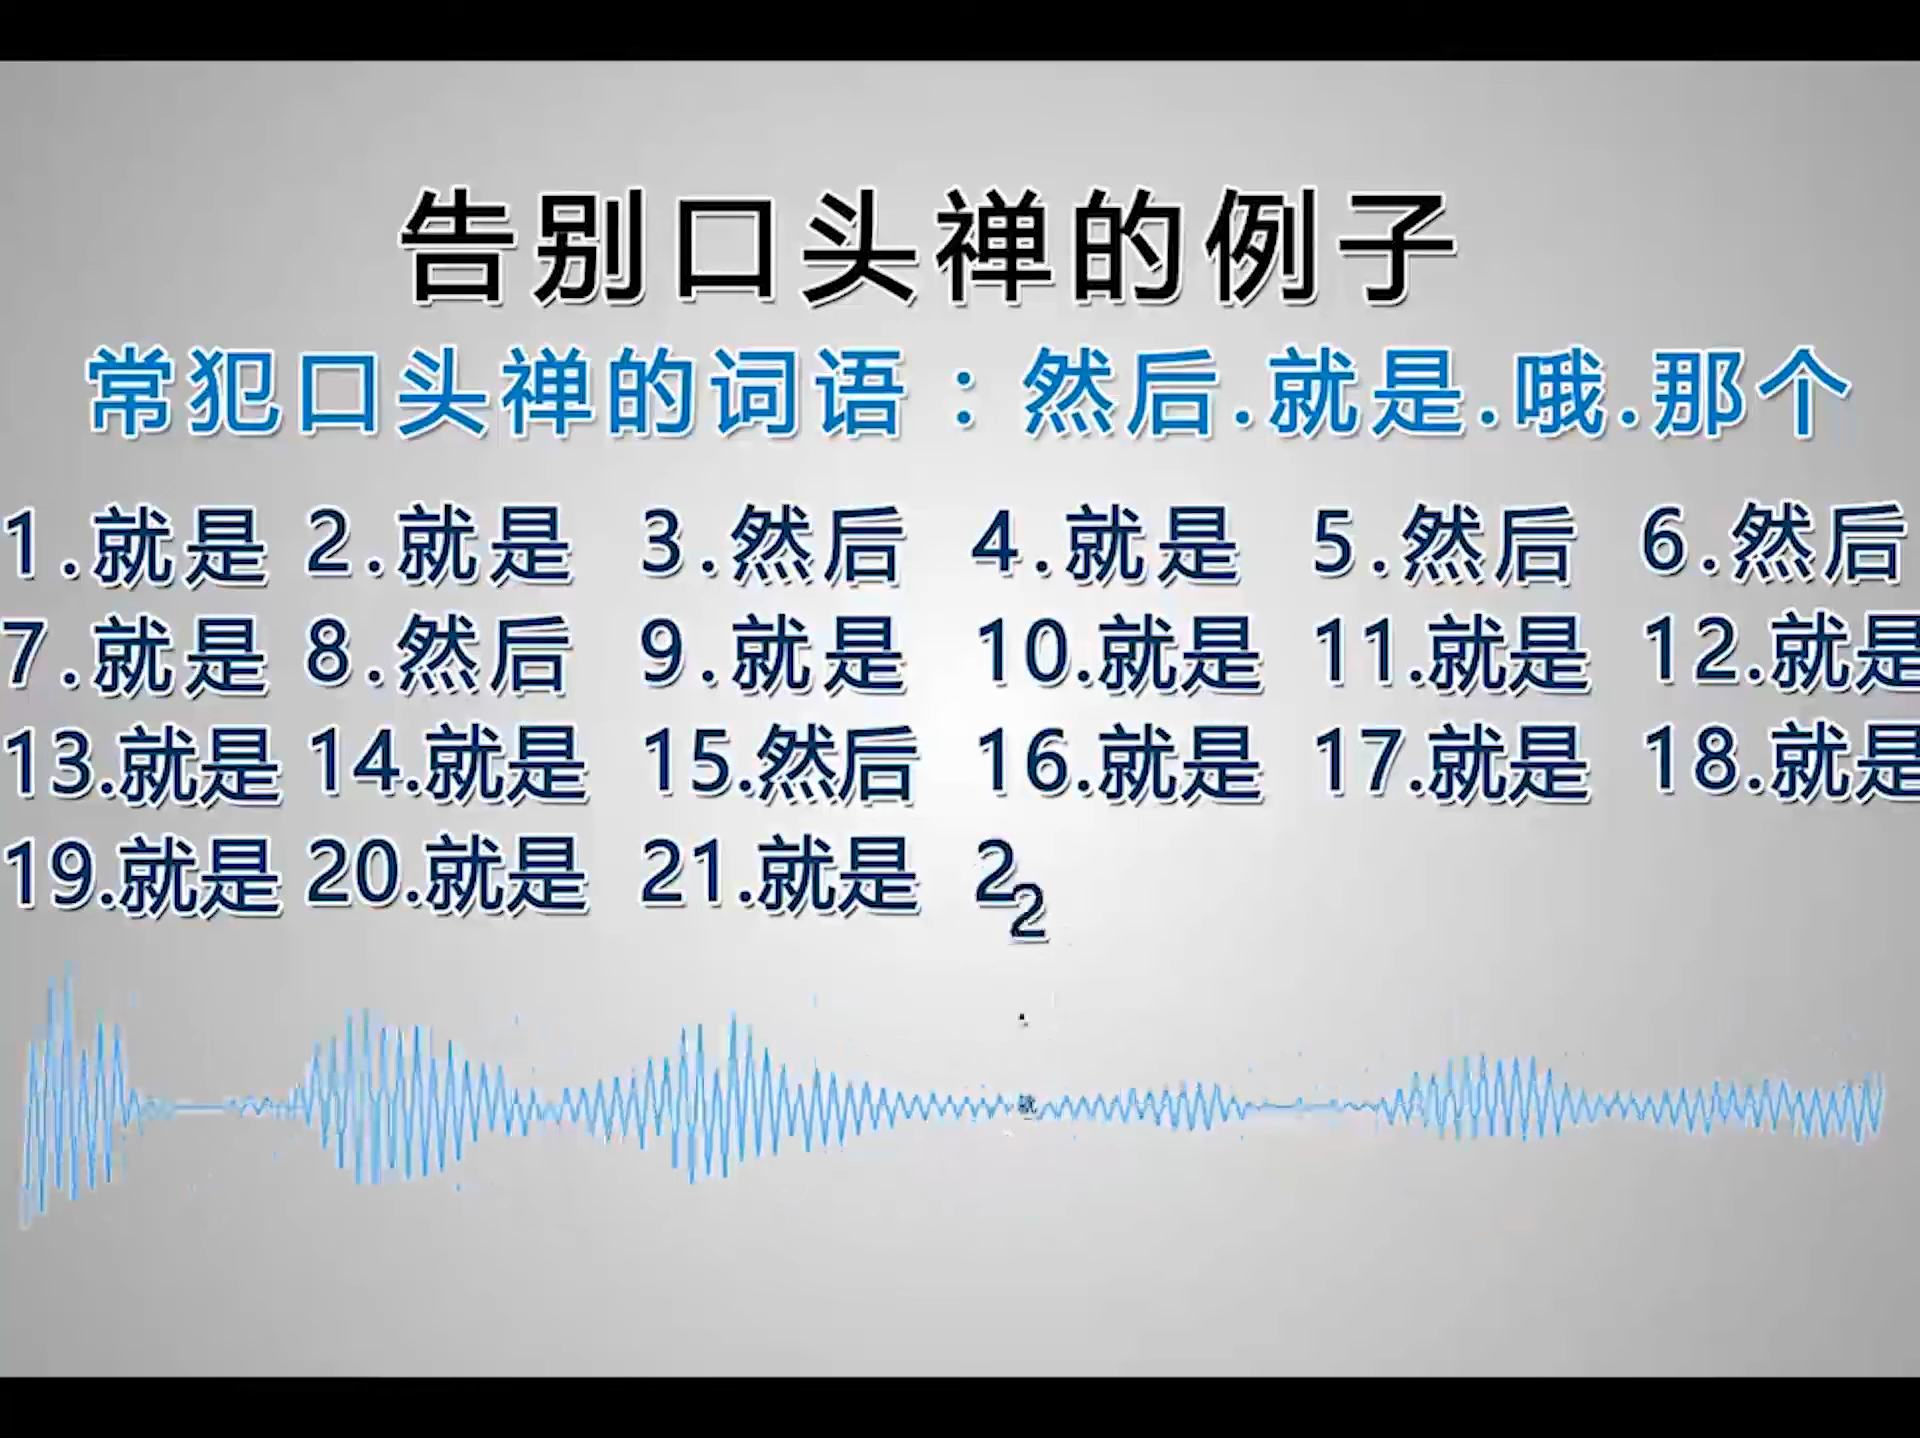 告别口头禅的例子
常犯口头禅的词语：然后.就是.哦.那个
1.就是 2.就是 3.然后 4.就是 5.然后 6.然后
7.就是 8.然后 9.就是 10.就是 11.就是 12.就是
13.就是 14.就是 15.然后 16.就是 17.就是 18.就是
19.就是 20.就是 21.就是 22.就